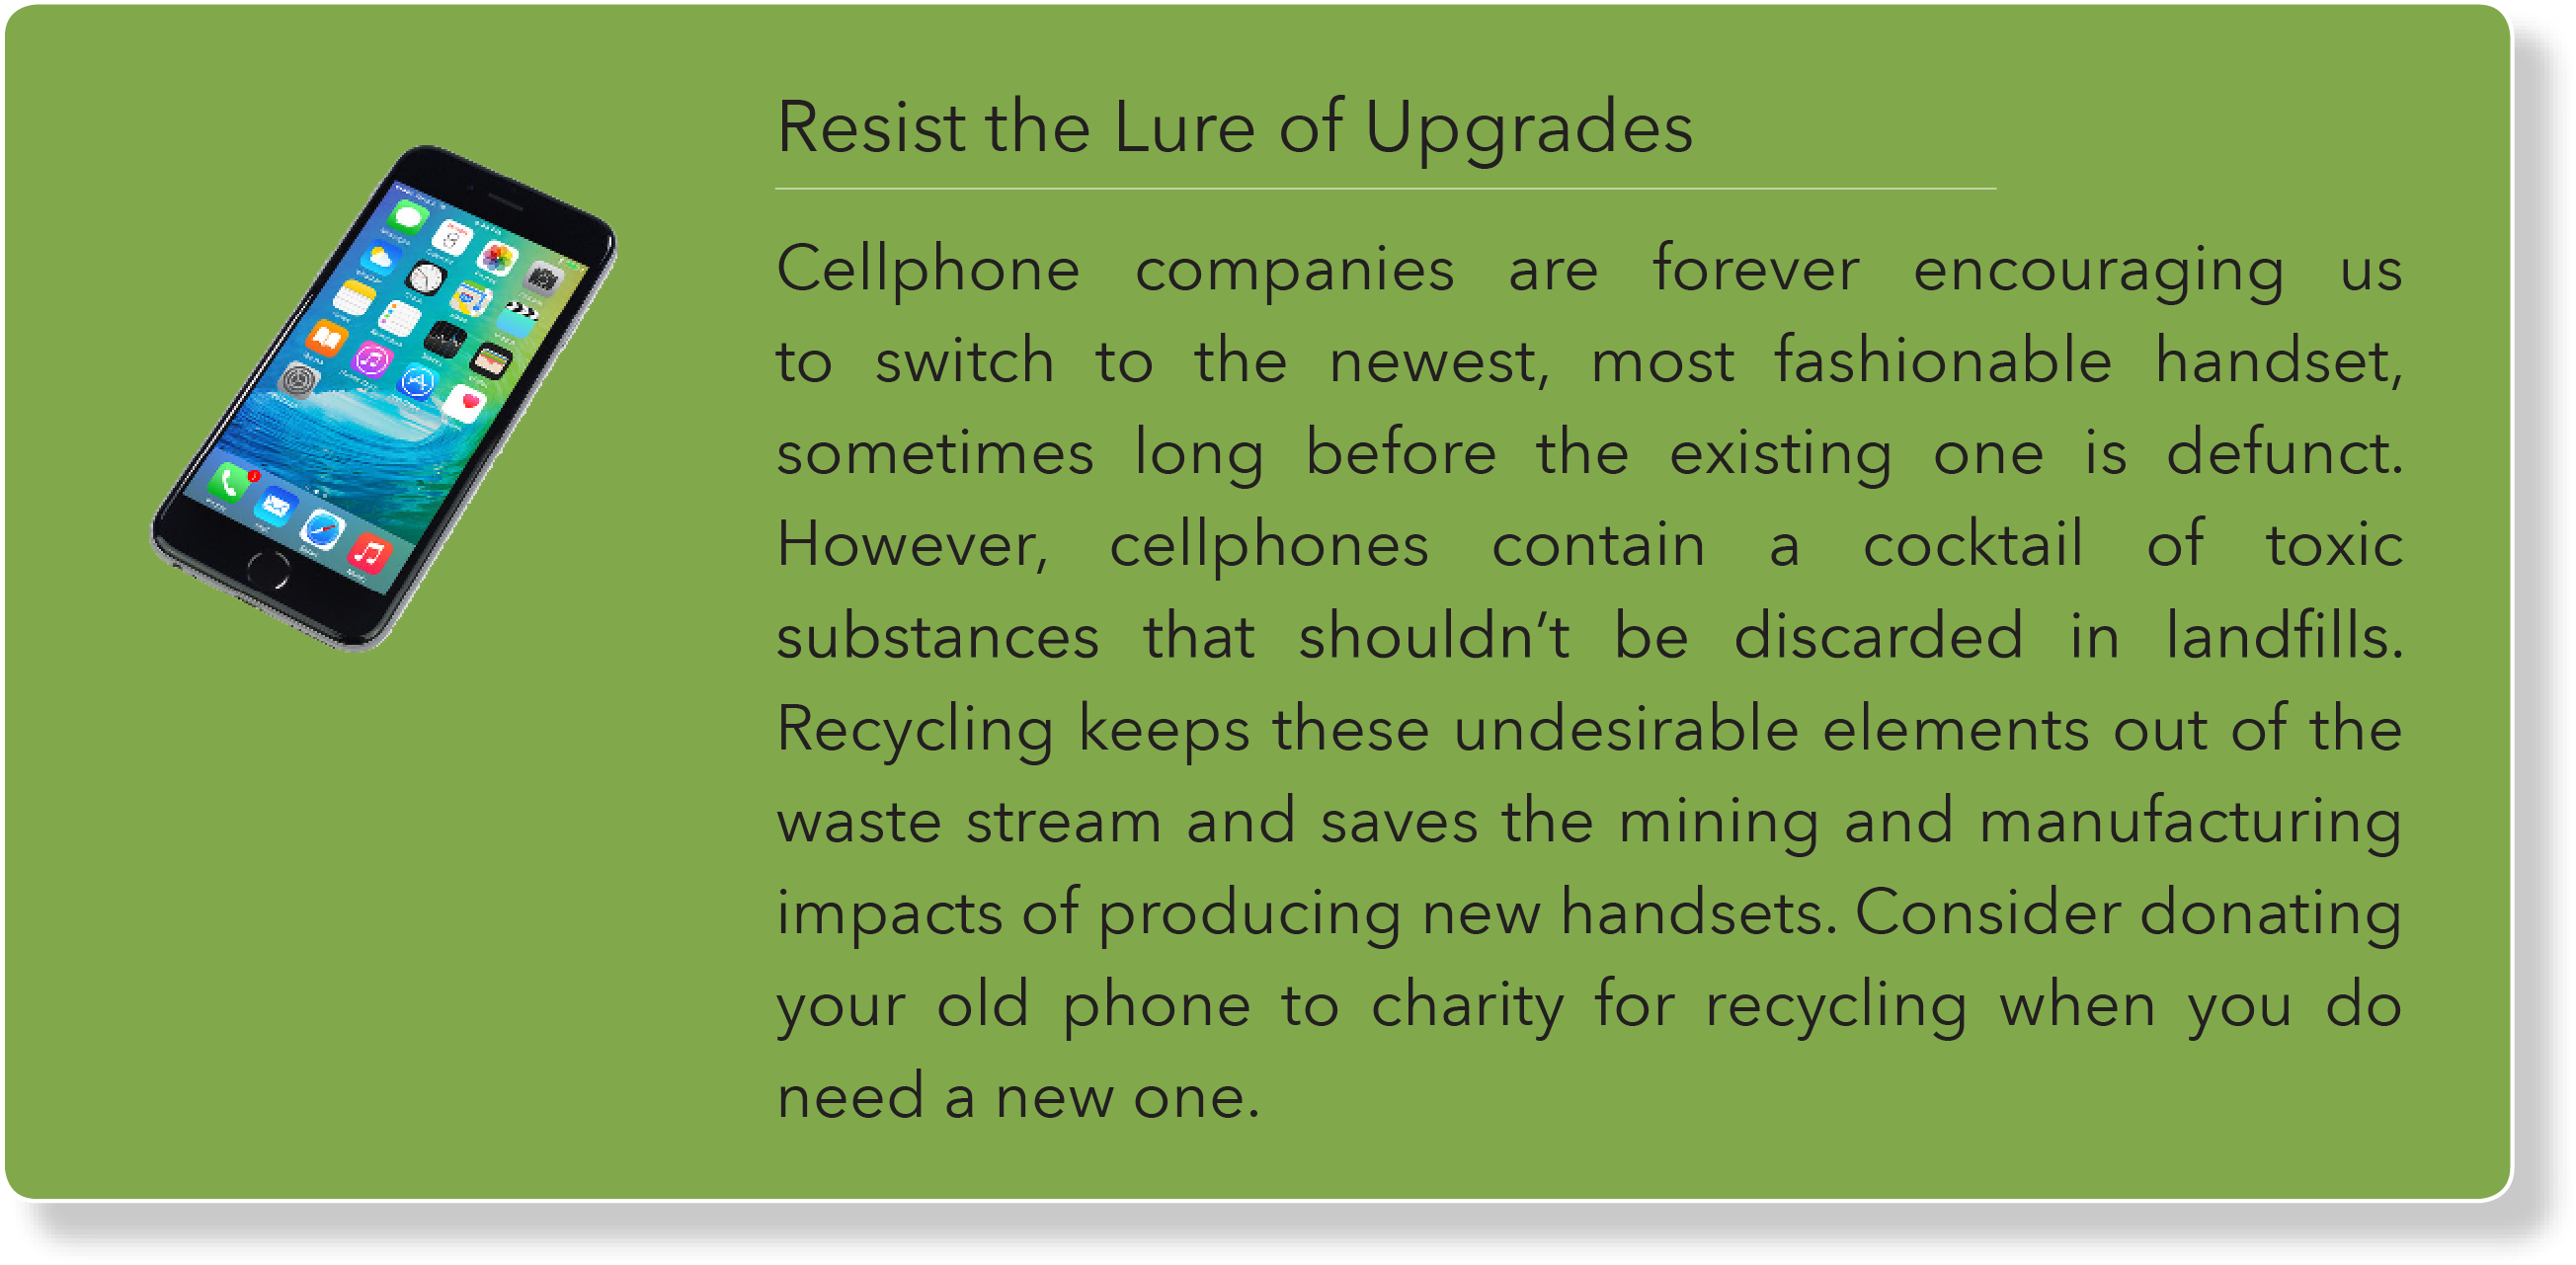 Resist the Lure of Upgrades
Cellphone companies are forever encouraging us
to switch to the newest, most fashionable handset,
sometimes long before the existing one is defunct.
However, cellphones contain a cocktail of toxic
substances that shouldn’t be discarded in landfills.
Recycling keeps these undesirable elements out of the
waste stream and saves the mining and manufacturing
impacts of producing new handsets. Consider donating
your old phone to charity for recycling when you do
need a new one.